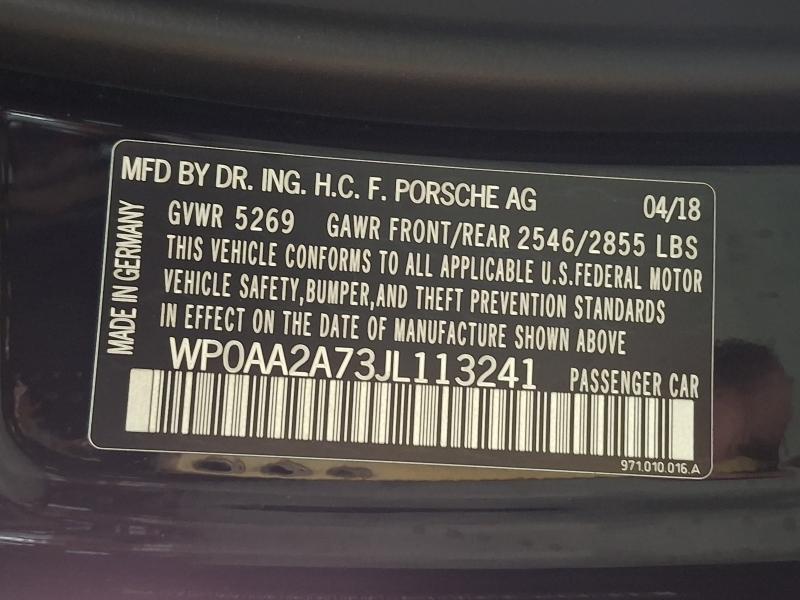 MFD BY DR. ING. H.C. F. PORSCHE AG 04/18
GVWR 5269 GAWR FRONT/REAR 2546/2855 LBS
THIS VEHICLE CONFORMS TO ALL APPLICABLE U.S.FEDERAL MOTOR
VEHICLE SAFETY,BUMPER,AND THEFT PREVENTION STANDARDS
IN EFFECT ON THE DATE OF MANUFACTURE SHOWN ABOVE
WP0AA2A73JL113241 PASSENGER CAR
971.010.016.A
MADE IN GERMANY